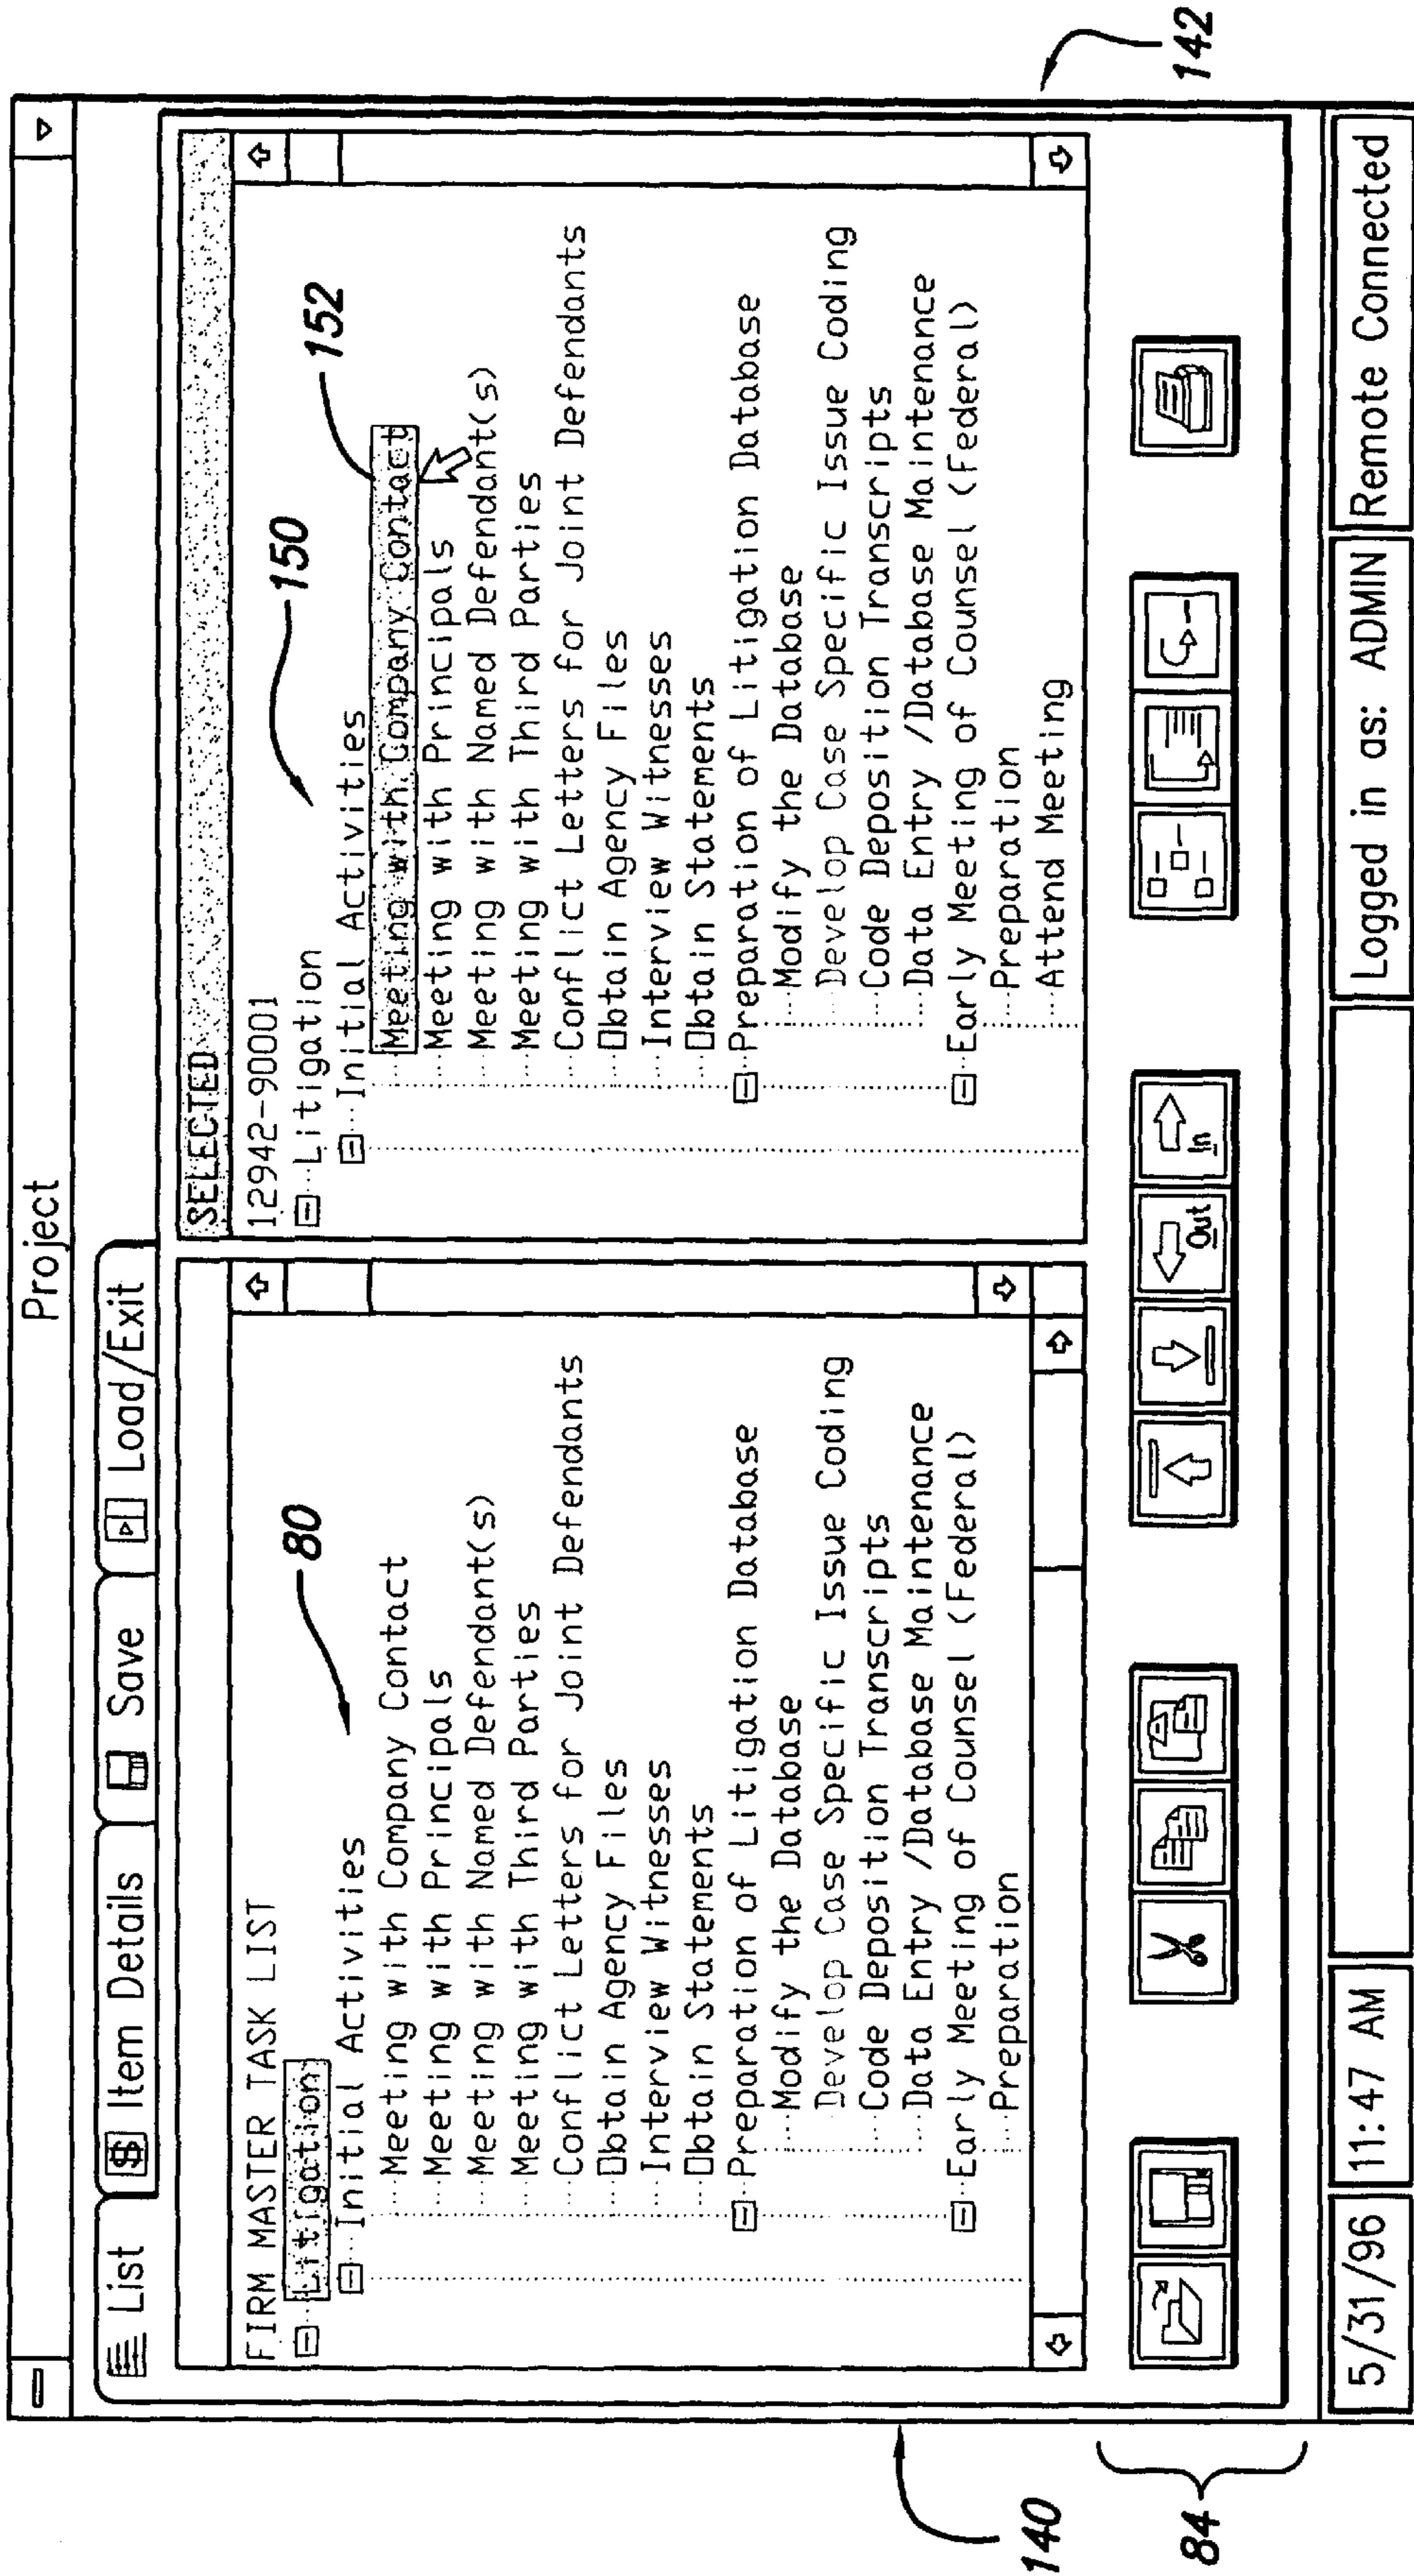 Project
List
$ Item Details
Save
Load/Exit
FIRM MASTER TASK LIST
Litigation
80
Initial Activities
Meeting with Company Contact
Meeting with Principals
Meeting with Named Defendant(s)
Meeting with Third Parties
Conflict Letters for Joint Defendants
Obtain Agency Files
Interview Witnesses
Obtain Statements
Preparation of Litigation Database
Modify the Database
Develop Case Specific Issue Coding
Code Deposition Transcripts
Data Entry /Database Maintenance
Early Meeting of Counsel (Federal)
Preparation
SELECTED
12942-90001
150
Litigation
152
Initial Activities
Meeting with Company Contact
Meeting with Principals
Meeting with Named Defendant(s)
Meeting with Third Parties
Conflict Letters for Joint Defendants
Obtain Agency Files
Interview Witnesses
Obtain Statements
Preparation of Litigation Database
Modify the Database
Develop Case Specific Issue Coding
Code Deposition Transcripts
Data Entry /Database Maintenance
Early Meeting of Counsel (Federal)
Preparation
Attend Meeting
140
142
84
Out
In
5/31/96
11:47 AM
Logged in as: ADMIN
Remote Connected